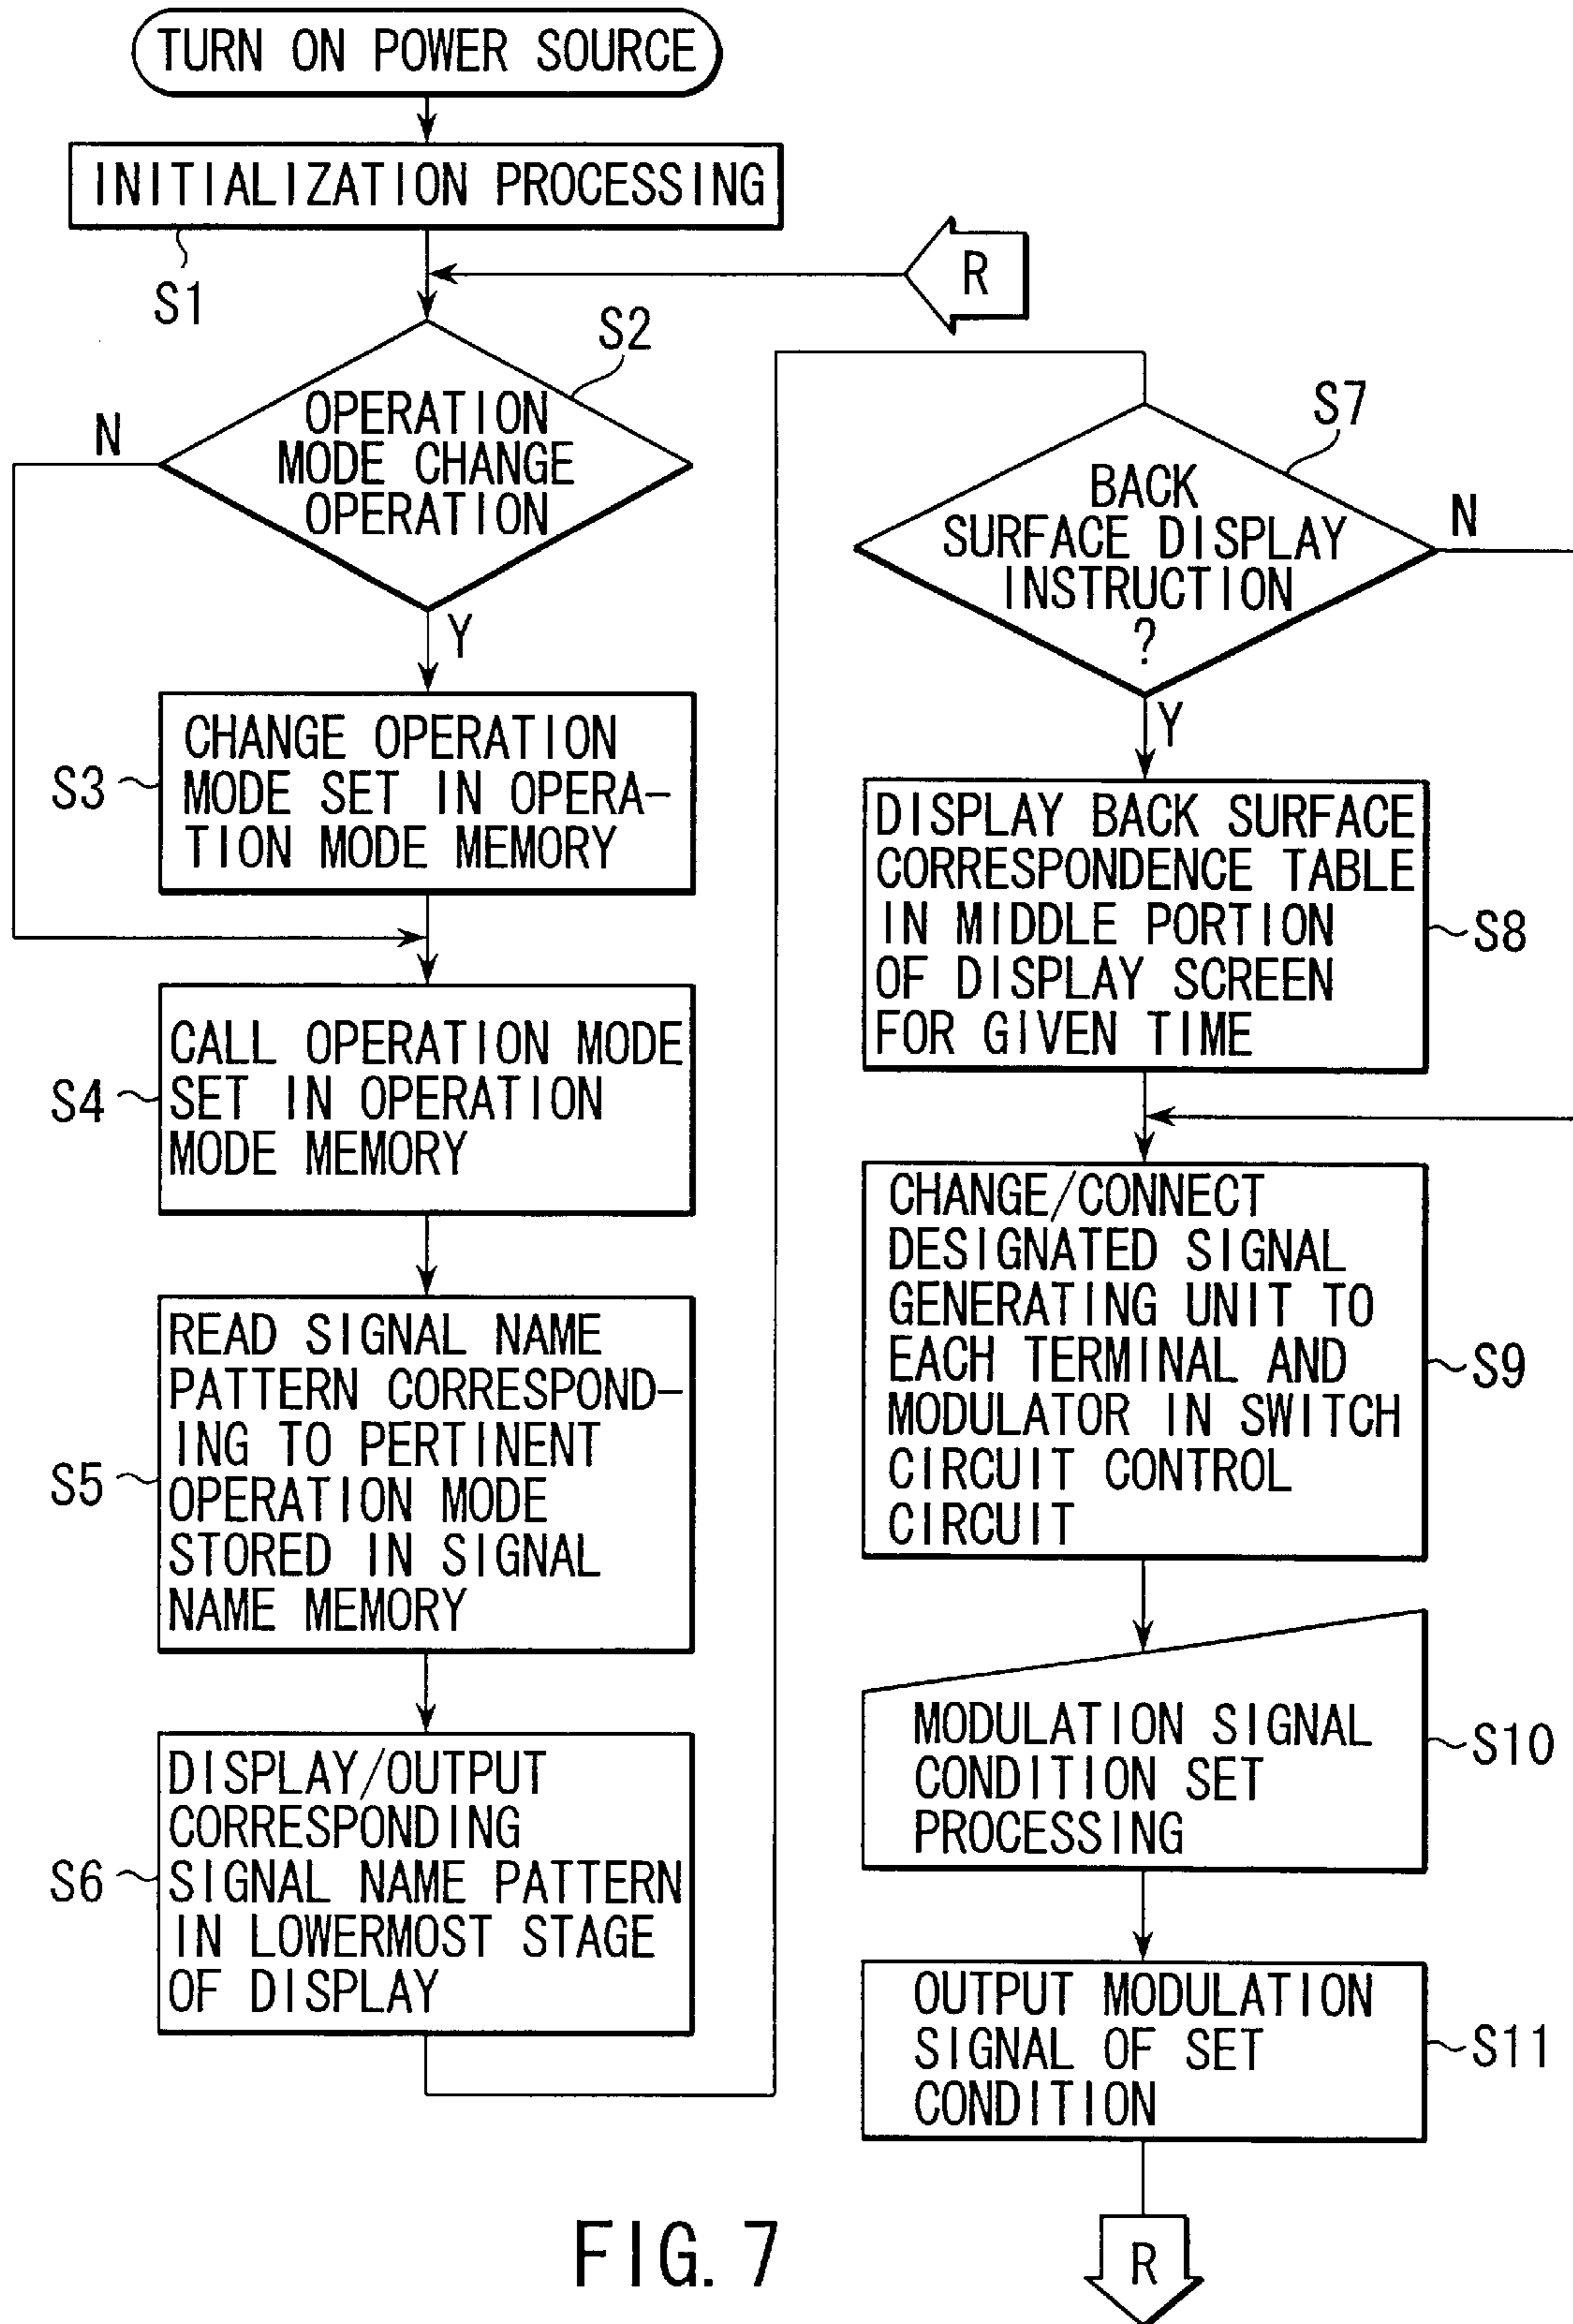 TURN ON POWER SOURCE
INITIALIZATION PROCESSING
S1
R
S2
OPERATION
MODE CHANGE
OPERATION
N
Y
CHANGE OPERATION
MODE SET IN OPERA-
TION MODE MEMORY
S3
CALL OPERATION MODE
SET IN OPERATION
MODE MEMORY
S4
READ SIGNAL NAME
PATTERN CORRESPOND-
ING TO PERTINENT
OPERATION MODE
STORED IN SIGNAL
NAME MEMORY
S5
DISPLAY/OUTPUT
CORRESPONDING
SIGNAL NAME PATTERN
IN LOWERMOST STAGE
OF DISPLAY
S6
S7
BACK
SURFACE DISPLAY
INSTRUCTION
?
N
Y
DISPLAY BACK SURFACE
CORRESPONDENCE TABLE
IN MIDDLE PORTION
OF DISPLAY SCREEN
FOR GIVEN TIME
S8
CHANGE/CONNECT
DESIGNATED SIGNAL
GENERATING UNIT TO
EACH TERMINAL AND
MODULATOR IN SWITCH
CIRCUIT CONTROL
CIRCUIT
S9
MODULATION SIGNAL
CONDITION SET
PROCESSING
S10
OUTPUT MODULATION
SIGNAL OF SET
CONDITION
S11
R
FIG. 7